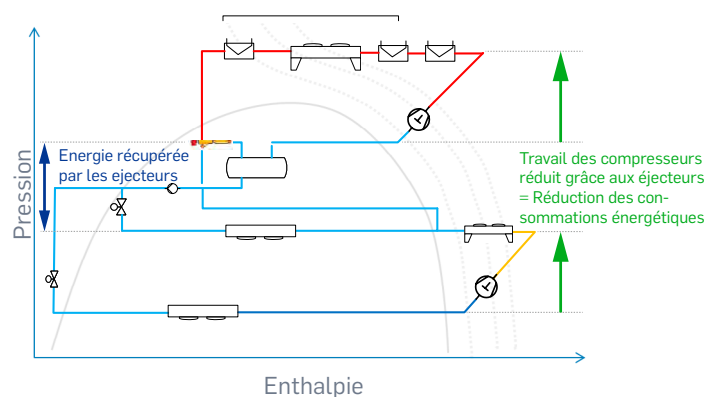 Energie récupérée
par les ejecteurs
Travail des compresseurs
réduit grâce aux éjecteurs
= Réduction des con-
sommations énergétiques
Pression
Enthalpie